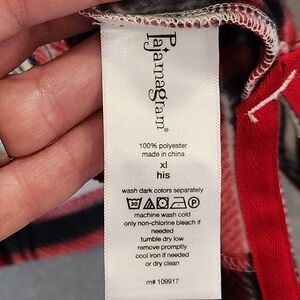 Pajamagram®
100% polyester
made in china
xl
his
wash dark colors separately
machine wash cold
only non-chlorine bleach if
needed
tumble dry low
remove promptly
cool iron if needed
or dry clean
m# 109917